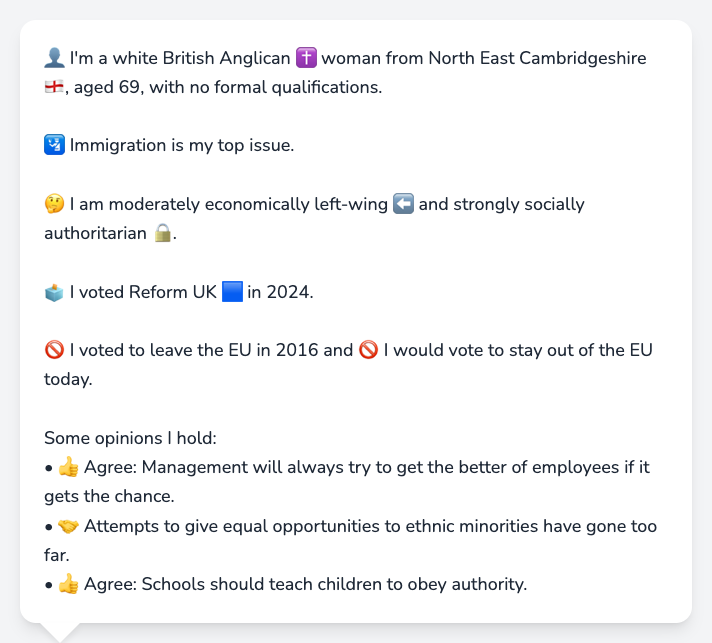 👤 I'm a white British Anglican ✝️ woman from North East Cambridgeshire
🏴󠁧󠁢󠁥󠁮󠁧󠁿, aged 69, with no formal qualifications.
🛂 Immigration is my top issue.
🤔 I am moderately economically left-wing ⬅️ and strongly socially
authoritarian 🔒.
🗳️ I voted Reform UK 🟦 in 2024.
🚫 I voted to leave the EU in 2016 and 🚫 I would vote to stay out of the EU
today.
Some opinions I hold:
• 👍 Agree: Management will always try to get the better of employees if it
gets the chance.
• 🤝 Attempts to give equal opportunities to ethnic minorities have gone too
far.
• 👍 Agree: Schools should teach children to obey authority.